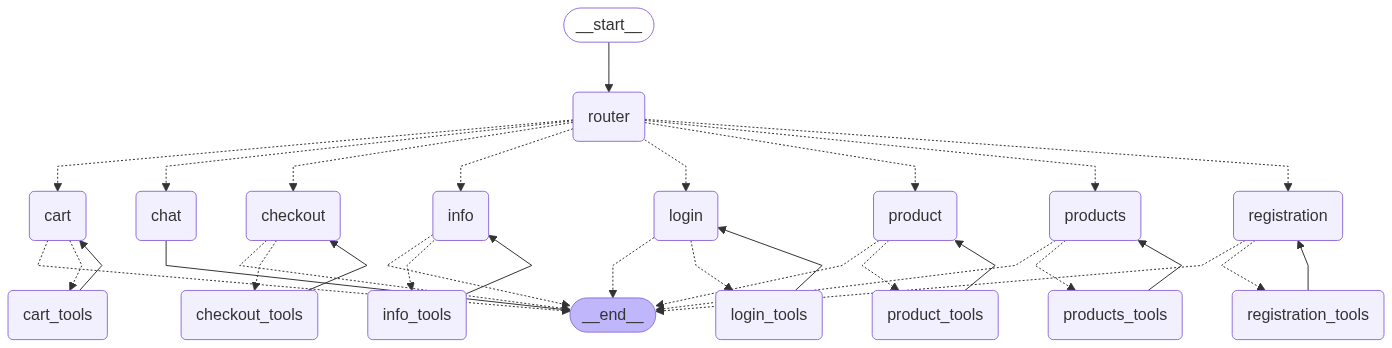 __start__
router
cart
chat
checkout
info
login
product
products
registration
cart_tools
checkout_tools
info_tools
__end__
login_tools
product_tools
products_tools
registration_tools